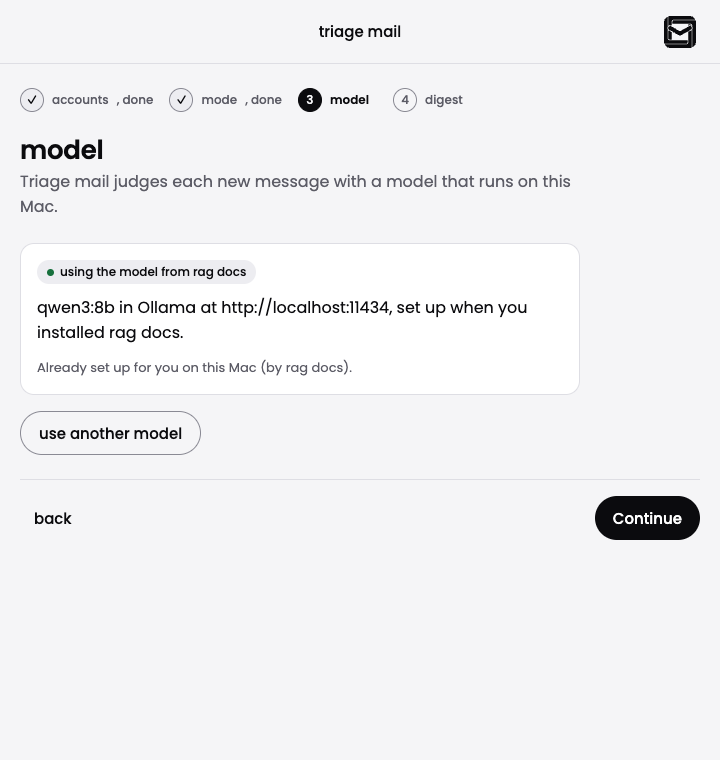 triage mail
accounts , done mode , done 3 model 4 digest
model
Triage mail judges each new message with a model that runs on this
Mac.
using the model from rag docs
qwen3:8b in Ollama at http://localhost:11434, set up when you
installed rag docs.
Already set up for you on this Mac (by rag docs).
use another model
back Continue